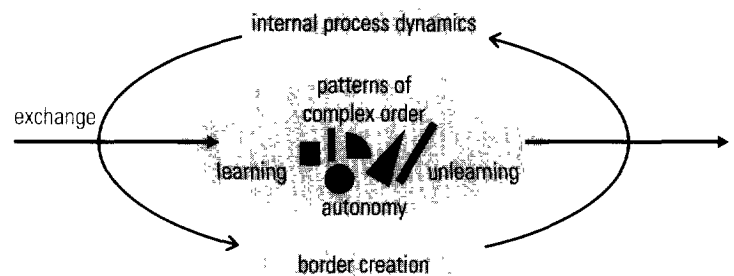 internal process dynamics
patterns of
complex order
exchange
learning
unlearning
autonomy
border creation